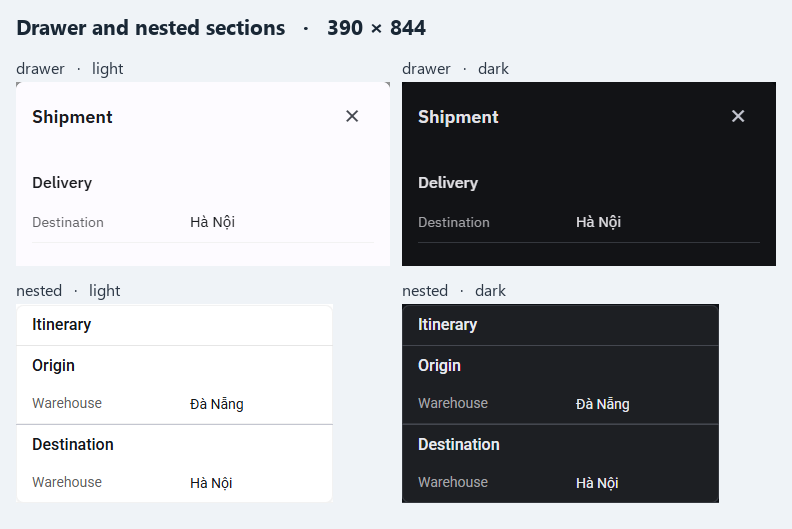 Drawer and nested sections · 390 × 844
drawer · light
drawer · dark
Shipment ✕
Shipment ✕
Delivery
Delivery
Destination Hà Nội
Destination Hà Nội
nested · light
nested · dark
Itinerary
Itinerary
Origin
Origin
Warehouse Đà Nẵng
Warehouse Đà Nẵng
Destination
Destination
Warehouse Hà Nội
Warehouse Hà Nội